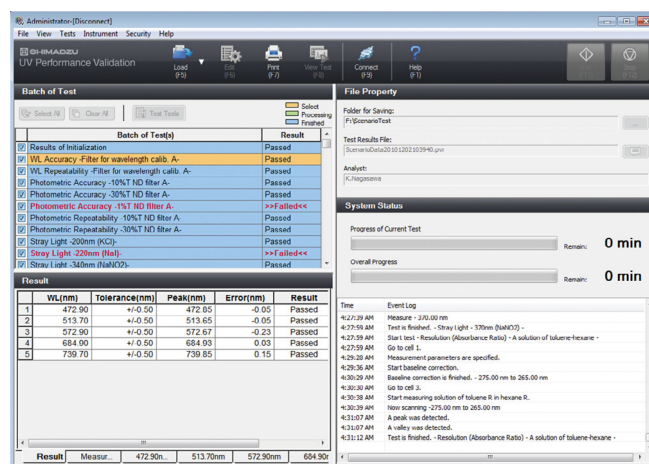 Administrator-[Disconnect]
File View Tests Instrument Security Help
SHIMADZU
UV Performance Validation
Load (F5)
Edit (F6)
Print (F7)
View Test (F8)
Connect (F9)
Help (F1)
Stop
Batch of Test
Select All Clear All Test Tools
Select
Processing
Finished
Batch of Test(s) Result
Results of Initialization Passed
WL Accuracy -Filter for wavelength calib. A- Passed
WL Repeatability -Filter for wavelength calib. A- Passed
Photometric Accuracy -10%T ND filter A- Passed
Photometric Accuracy -30%T ND filter A- Passed
Photometric Accuracy -1%T ND filter A- >>Failed<<
Photometric Repeatability -10%T ND filter A- Passed
Photometric Repeatability -30%T ND filter A- Passed
Stray Light -200nm (KCl)- Passed
Stray Light -220nm (NaI)- >>Failed<<
Stray Light -340nm (NaNO2)- Passed
Result
WL(nm) Tolerance(nm) Peak(nm) Error(nm) Result
1 472.90 +/-0.50 472.85 -0.05 Passed
2 513.70 +/-0.50 513.65 -0.05 Passed
3 572.90 +/-0.50 572.67 -0.23 Passed
4 684.90 +/-0.50 684.93 0.03 Passed
5 739.70 +/-0.50 739.85 0.15 Passed
Result Measur... 472.90n... 513.70nm 572.90nm 684.90n
File Property
Folder for Saving:
F:\ScenarioTest
Test Results File:
ScenarioData20101202103940.pvr
Analyst:
K.Nagasawa
System Status
Progress of Current Test
Remain: 0 min
Overall Progress
Remain: 0 min
Time Event Log
4:27:39 AM Measure - 370.00 nm
4:27:59 AM Test is finished. - Stray Light - 370nm (NaNO2) -
4:27:59 AM Start test - Resolution (Absorbance Ratio) - A solution of toluene-hexane -
4:27:59 AM Go to cell 1.
4:29:28 AM Measurement parameters are specified.
4:29:36 AM Start baseline correction.
4:30:29 AM Baseline correction is finished. - 275.00 nm to 265.00 nm
4:30:30 AM Go to cell 3.
4:30:38 AM Start measuring solution of toluene R in hexane R.
4:30:39 AM Now scanning -275.00 nm to 265.00 nm
4:31:07 AM A peak was detected.
4:31:07 AM A valley was detected.
4:31:12 AM Test is finished. - Resolution (Absorbance Ratio) - A solution of toluene-hexane -